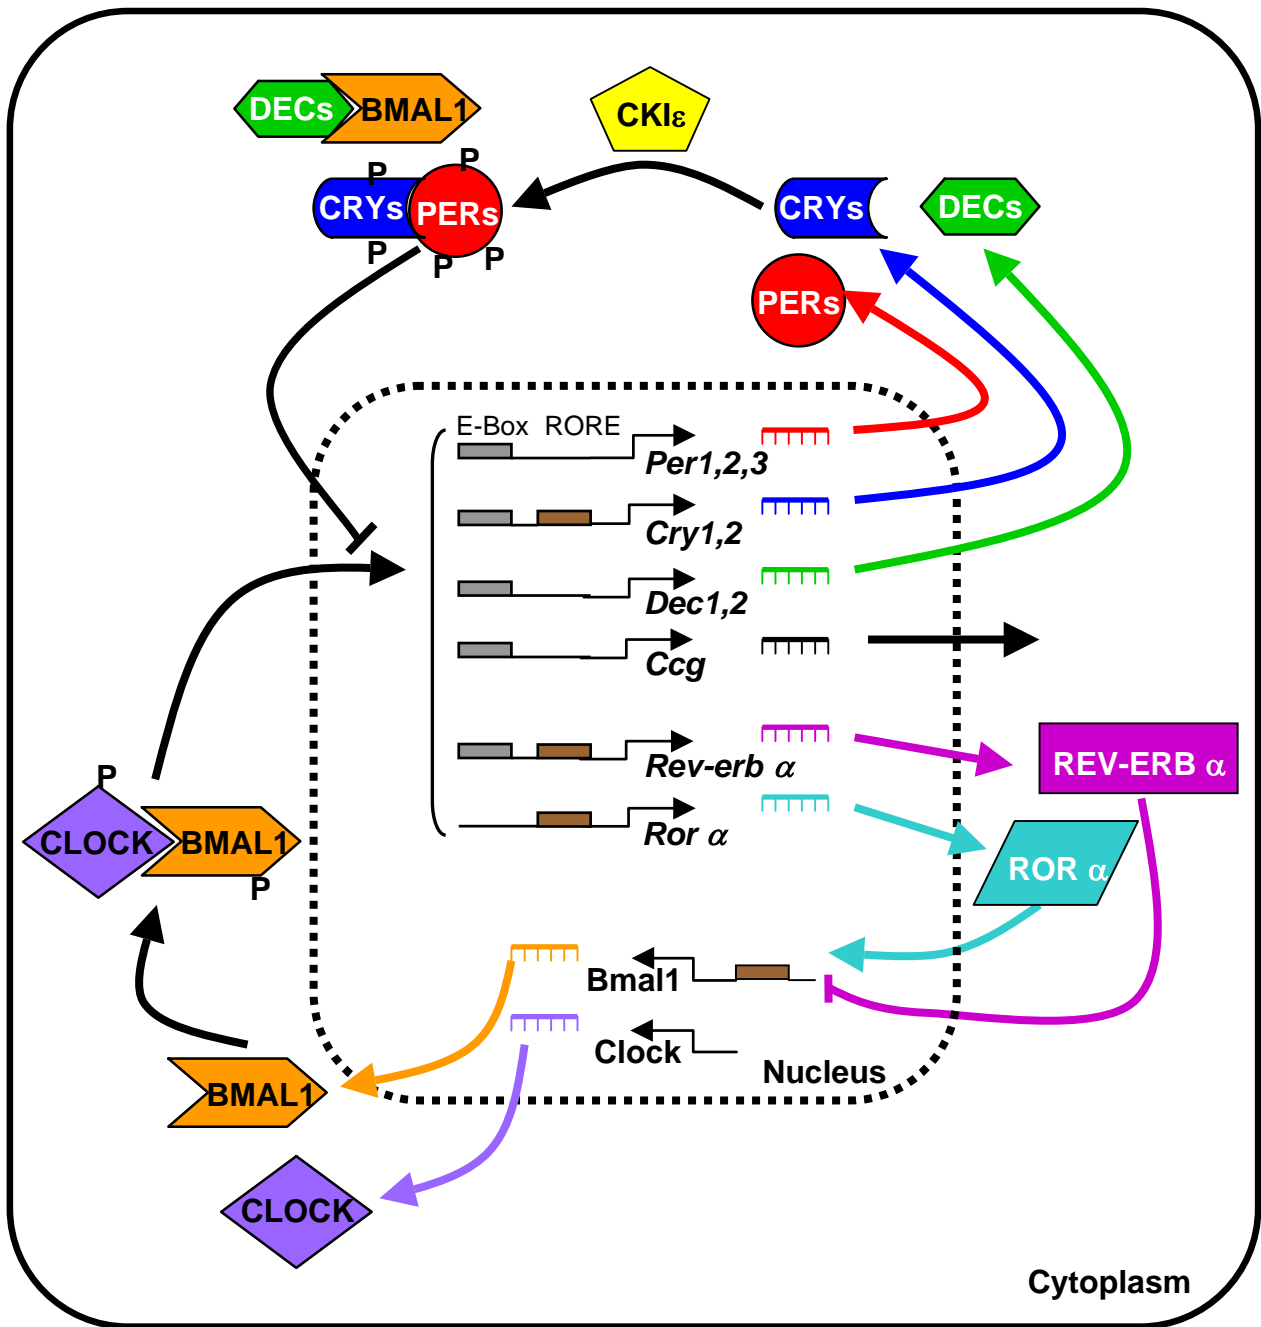 DECs BMAL1
CKIε
P P
CRYs PERs
P P P
CRYs DECs
PERs
E-Box RORE
Per1,2,3
Cry1,2
Dec1,2
Ccg
Rev-erb α
Ror α
REV-ERB α
ROR α
P
CLOCK BMAL1
P
Bmal1
Clock
Nucleus
BMAL1
CLOCK
Cytoplasm